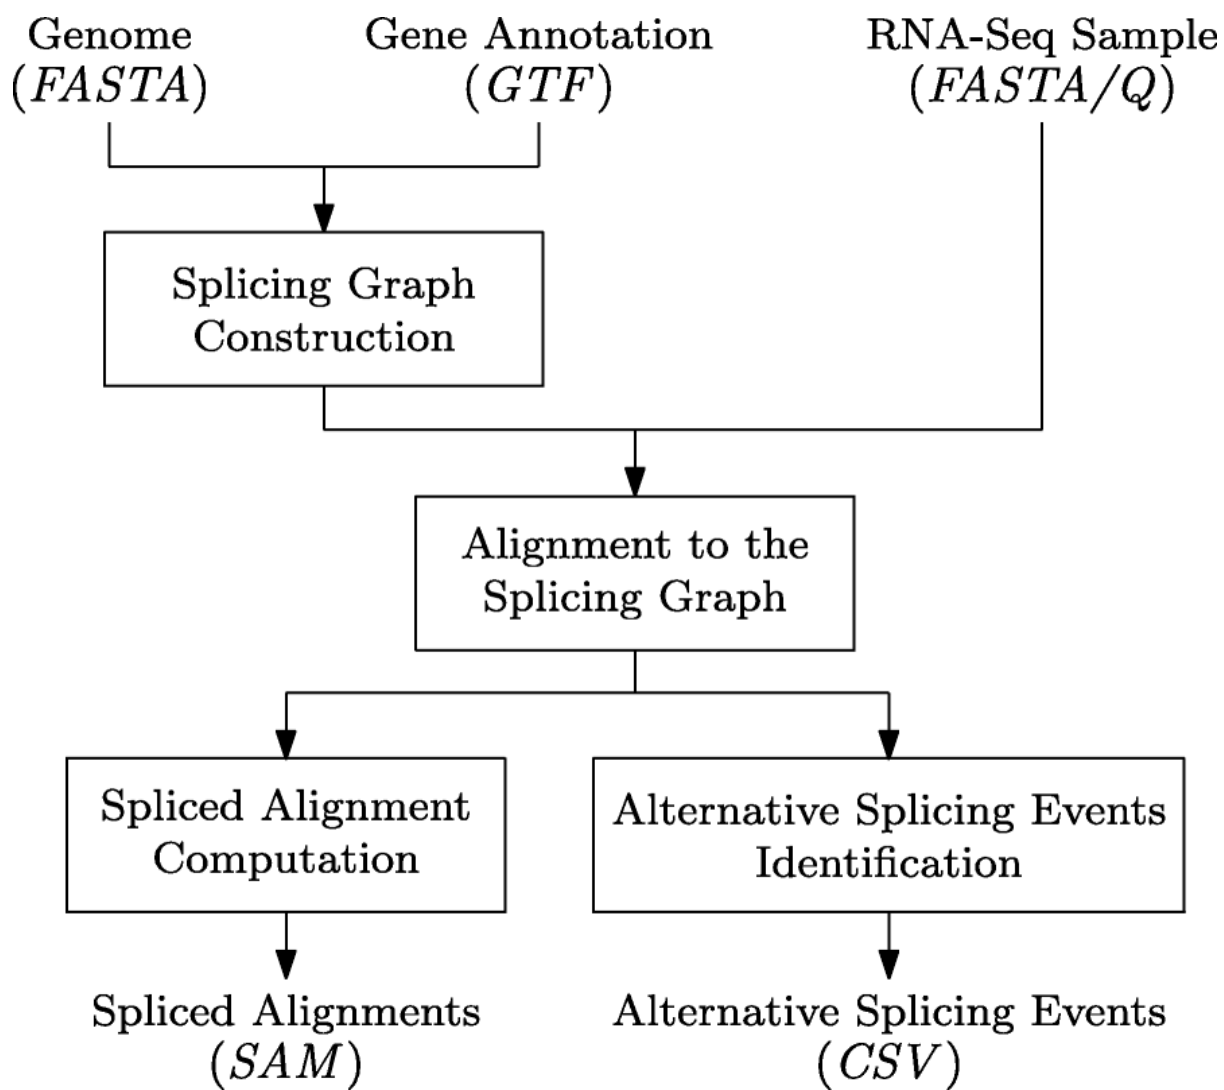 Genome
(FASTA)
Gene Annotation
(GTF)
RNA-Seq Sample
(FASTA/Q)
Splicing Graph
Construction
Alignment to the
Splicing Graph
Spliced Alignment
Computation
Alternative Splicing Events
Identification
Spliced Alignments
(SAM)
Alternative Splicing Events
(CSV)